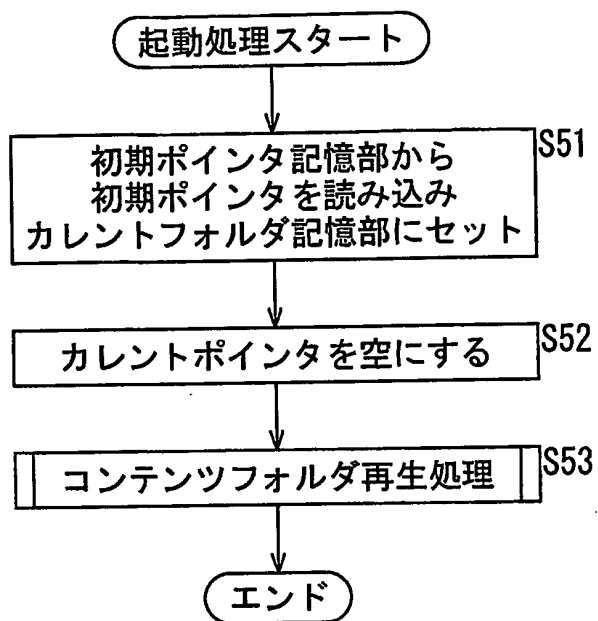 起動処理スタート
S51
初期ポインタ記憶部から
初期ポインタを読み込み
カレントフォルダ記憶部にセット
S52
カレントポインタを空にする
S53
コンテンツフォルダ再生処理
エンド